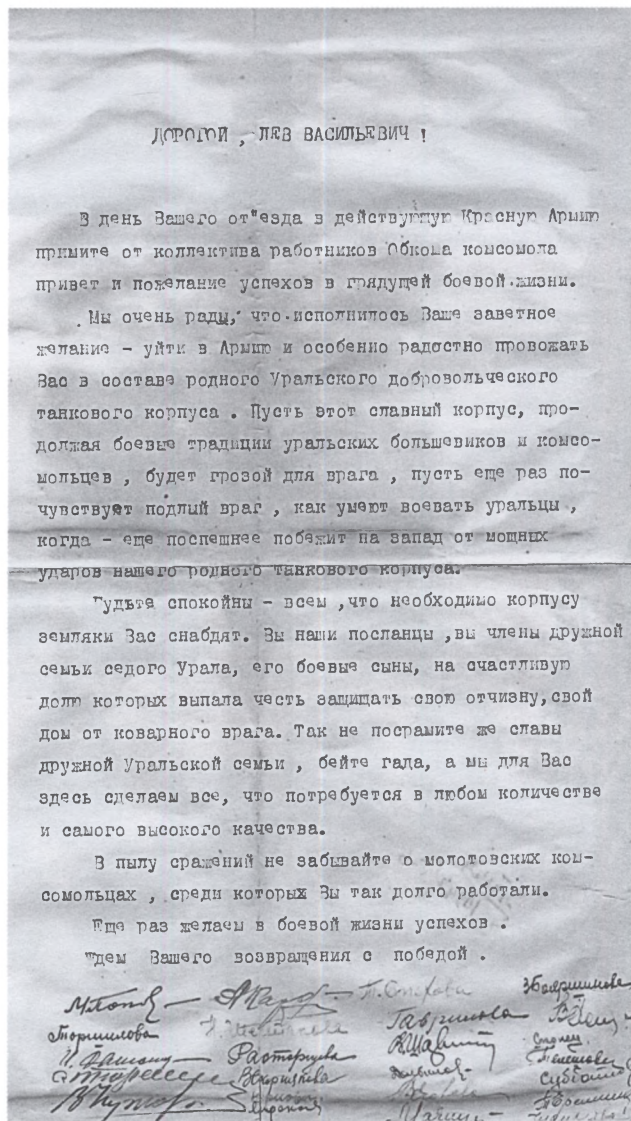 ДОРОГОЙ , ЛЕВ ВАСИЛЬЕВИЧ !
В день Вашего от"езда в действующую Красную Армию
примите от коллектива работников Обкома комсомола
привет и пожелание успехов в грядущей боевой жизни.
Мы очень рады, что исполнилось Ваше заветное
желание - уйти в Армию и особенно радостно провожать
Вас в составе родного Уральского добровольческого
танкового корпуса . Пусть этот славный корпус, про-
должая боевые традиции уральских большевиков и комсо-
мольцев , будет грозой для врага , пусть еще раз по-
чувствует подлый враг , как умеют воевать уральцы ,
когда - еще поспешнее побежит на запад от мощных
ударов нашего родного танкового корпуса.
Будьте спокойны - всем ,что необходимо корпусу
земляки Вас снабдят. Вы наши посланцы ,вы члены дружной
семьи седого Урала, его боевые сыны, на счастливую
долю которых выпала честь защищать свою отчизну,свой
дом от коварного врага. Так не посрамите же славы
дружной Уральской семьи , бейте гада, а мы для Вас
здесь сделаем все, что потребуется в любом количестве
и самого высокого качества.
В пылу сражений не забывайте о молотовских ком-
сомольцах , среди которых Вы так долго работали.
Еще раз желаем в боевой жизни успехов .
Ждем Вашего возвращения с победой .
Гаврилова
Торшилова
Расторгуева